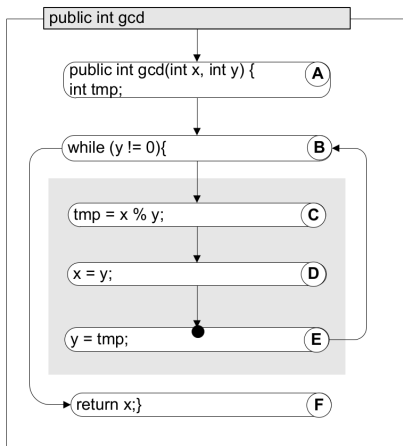 public int gcd
public int gcd(int x, int y) { A
int tmp;
while (y != 0){ B
tmp = x % y; C
x = y; D
y = tmp; E
return x;} F